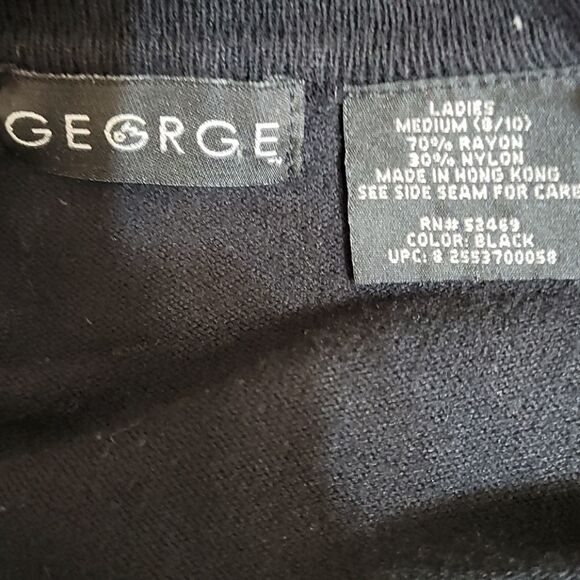 GEORGE
LADIES
MEDIUM (8/10)
70% RAYON
30% NYLON
MADE IN HONG KONG
SEE SIDE SEAM FOR CARE
RN# 52469
COLOR: BLACK
UPC: 8 2553700058